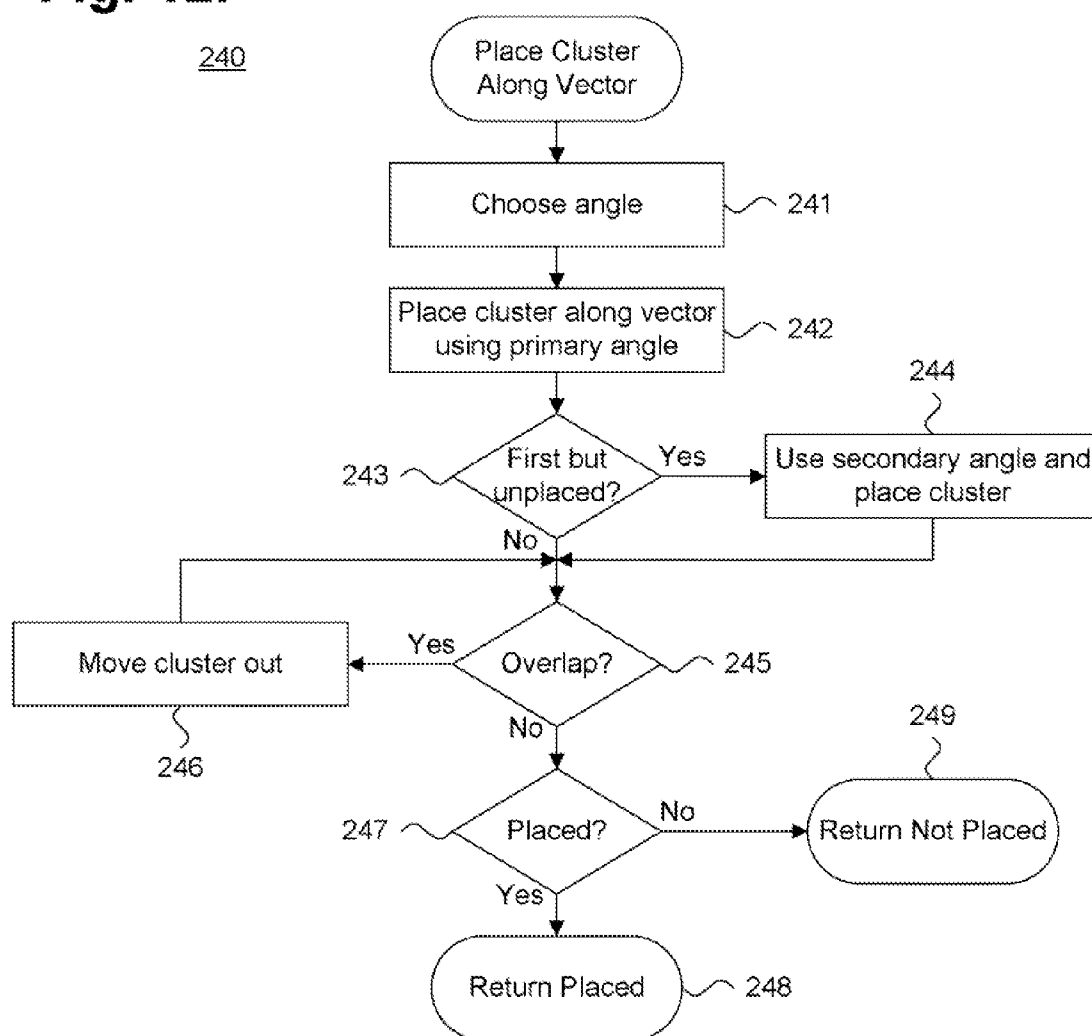 240
Place Cluster
Along Vector
Choose angle
241
Place cluster along vector
using primary angle
242
244
243
First but
unplaced?
Yes
Use secondary angle and
place cluster
No
Move cluster out
Yes
Overlap?
245
246
No
249
247
Placed?
No
Return Not Placed
Yes
Return Placed
248